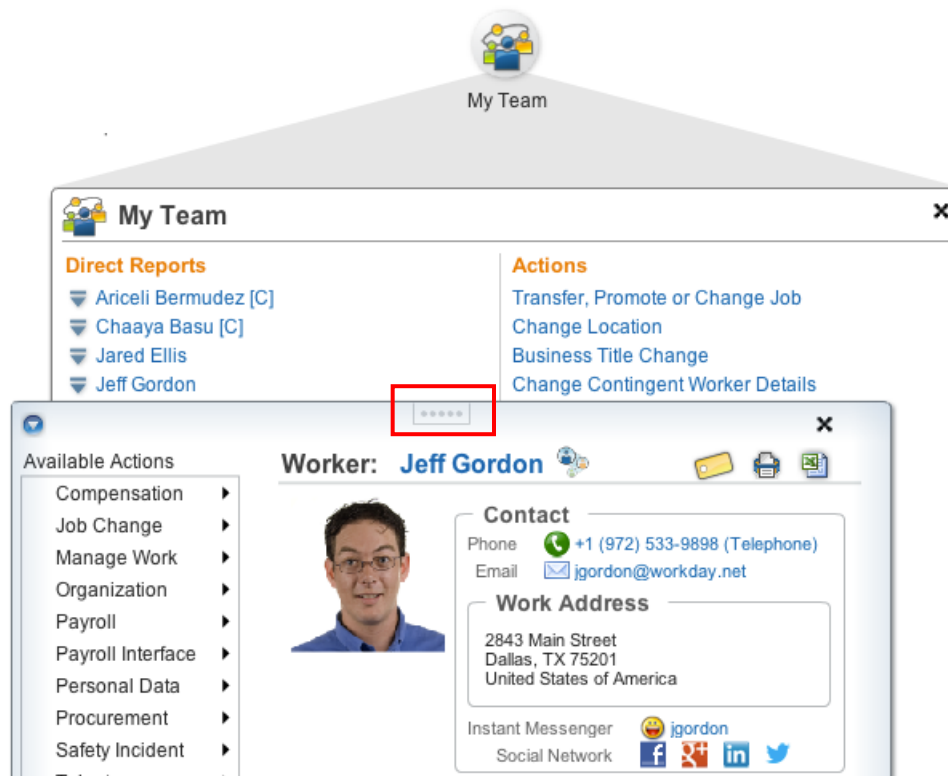 My Team
My Team
Direct Reports
Ariceli Bermudez [C]
Chaaya Basu [C]
Jared Ellis
Jeff Gordon
Actions
Transfer, Promote or Change Job
Change Location
Business Title Change
Change Contingent Worker Details
Available Actions
Compensation
Job Change
Manage Work
Organization
Payroll
Payroll Interface
Personal Data
Procurement
Safety Incident
Worker: Jeff Gordon
Contact
Phone +1 (972) 533-9898 (Telephone)
Email jgordon@workday.net
Work Address
2843 Main Street
Dallas, TX 75201
United States of America
Instant Messenger jgordon
Social Network